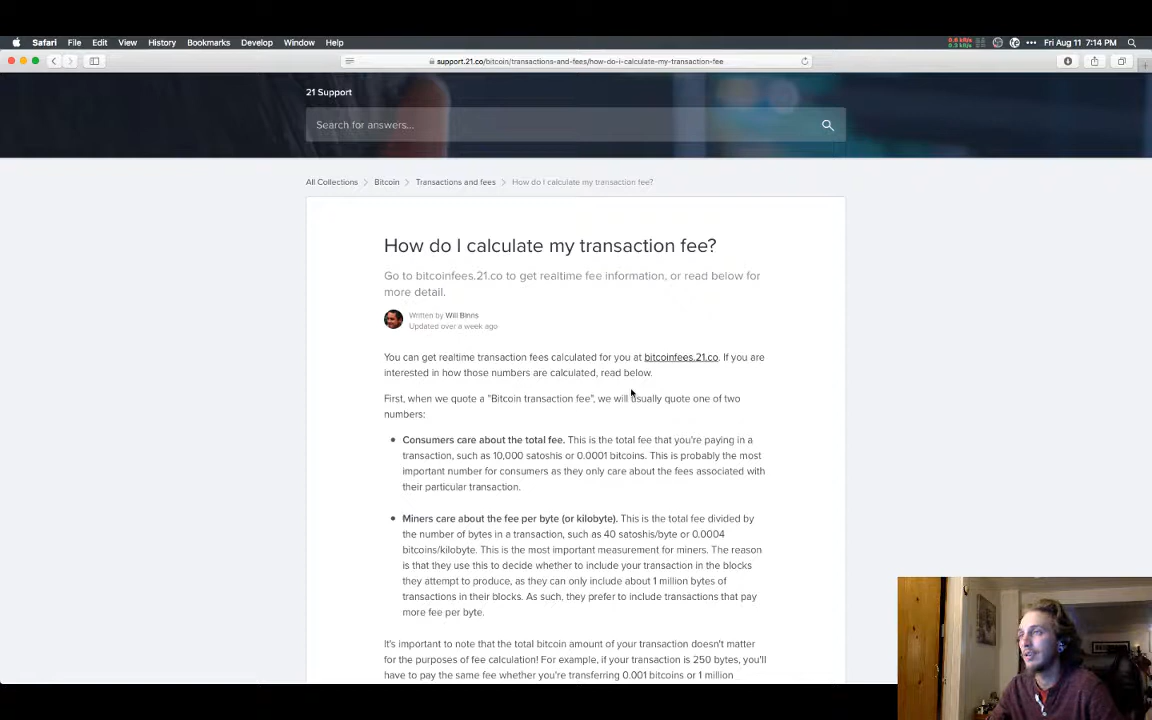 Safari File Edit View History Bookmarks Develop Window Help Fri Aug 11 7:14 PM
support.21.co/bitcoin/transactions-and-fees/how-do-i-calculate-my-transaction-fee
21 Support
Search for answers...
All Collections > Bitcoin > Transactions and fees > How do I calculate my transaction fee?
How do I calculate my transaction fee?
Go to bitcoinfees.21.co to get realtime fee information, or read below for
more detail.
Written by Will Binns
Updated over a week ago
You can get realtime transaction fees calculated for you at bitcoinfees.21.co. If you are
interested in how those numbers are calculated, read below.
First, when we quote a "Bitcoin transaction fee", we will usually quote one of two
numbers:
• Consumers care about the total fee. This is the total fee that you're paying in a
transaction, such as 10,000 satoshis or 0.0001 bitcoins. This is probably the most
important number for consumers as they only care about the fees associated with
their particular transaction.
• Miners care about the fee per byte (or kilobyte). This is the total fee divided by
the number of bytes in a transaction, such as 40 satoshis/byte or 0.0004
bitcoins/kilobyte. This is the most important measurement for miners. The reason
is that they use this to decide whether to include your transaction in the blocks
they attempt to produce, as they can only include about 1 million bytes of
transactions in their blocks. As such, they prefer to include transactions that pay
more fee per byte.
It's important to note that the total bitcoin amount of your transaction doesn't matter
for the purposes of fee calculation! For example, if your transaction is 250 bytes, you'll
have to pay the same fee whether you're transferring 0.001 bitcoins or 1 million